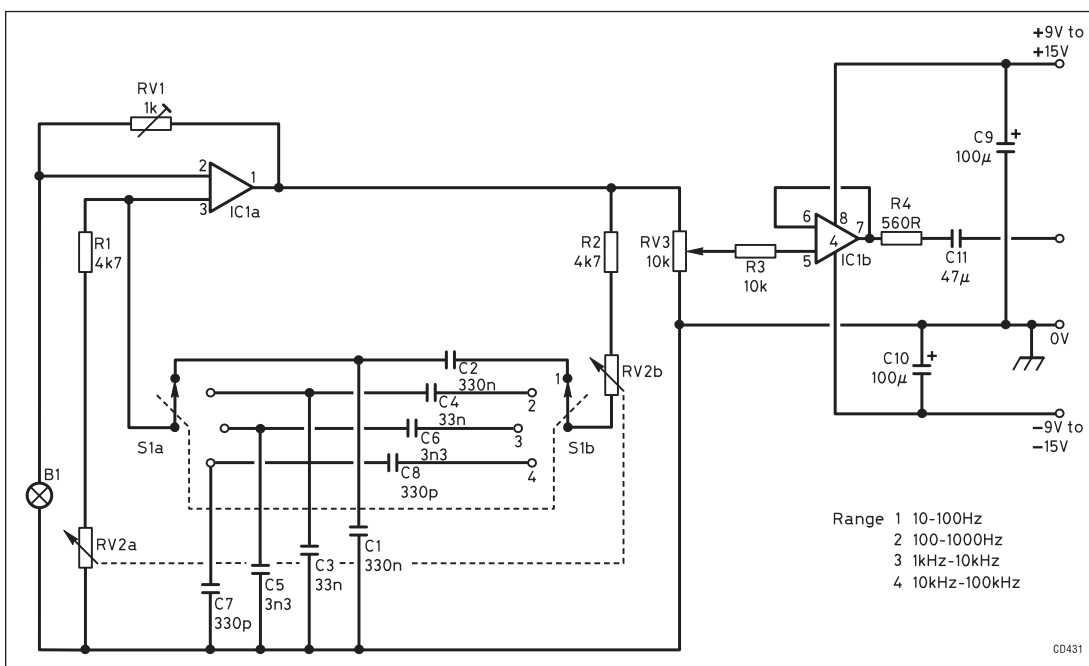 +9V to
+15V
RV1
1k
C9
+
100μ
2
3
1
IC1a
R1
4k7
R2
4k7
RV3
10k
R3
10k
6
5
8
4
7
IC1b
R4
560R
C11
47μ
0V
C10
+
100μ
-9V to
-15V
C2
330n
C4
33n
C6
3n3
C8
330p
1
2
3
4
S1a
S1b
RV2b
B1
RV2a
C7
330p
C5
3n3
C3
33n
C1
330n
Range 1 10-100Hz
2 100-1000Hz
3 1kHz-10kHz
4 10kHz-100kHz
CD431